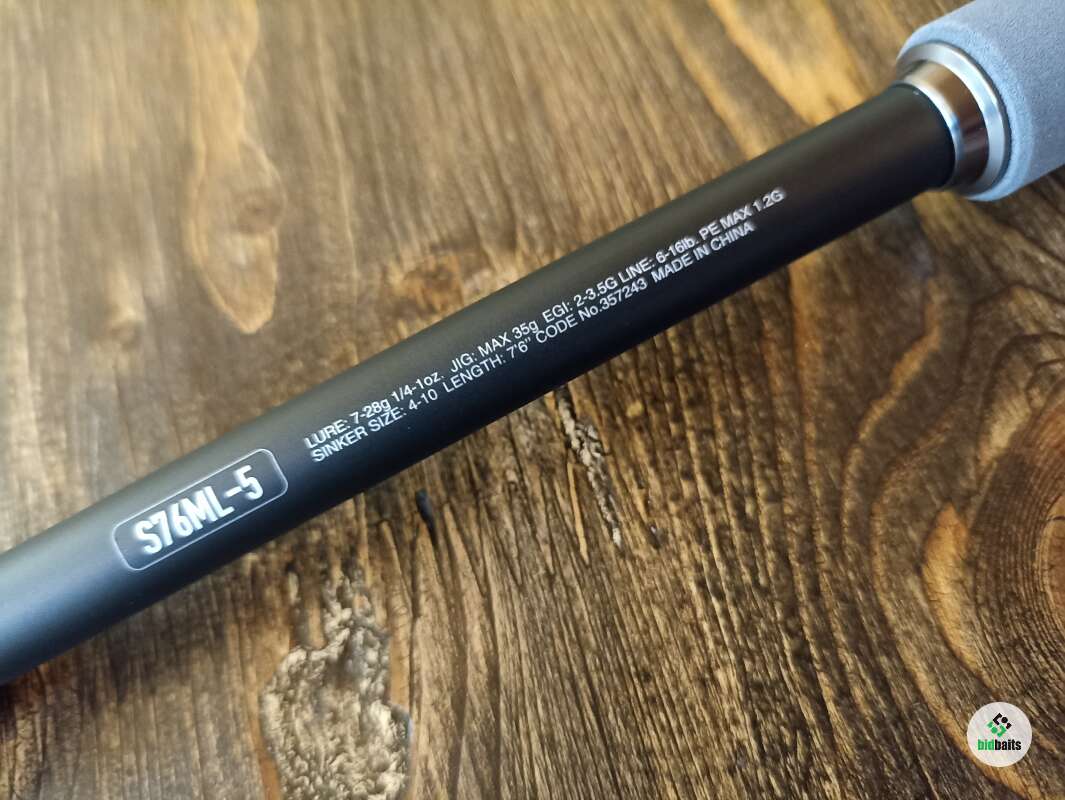 LURE: 7-28g 1/4-1oz. JIG: MAX 35g EGI: 2-3.5G LINE: 6-16lb. PE MAX 1.2G
SINKER SIZE: 4-10 LENGTH: 7'6" CODE No.357243 MADE IN CHINA
S76ML-5
bidbaits